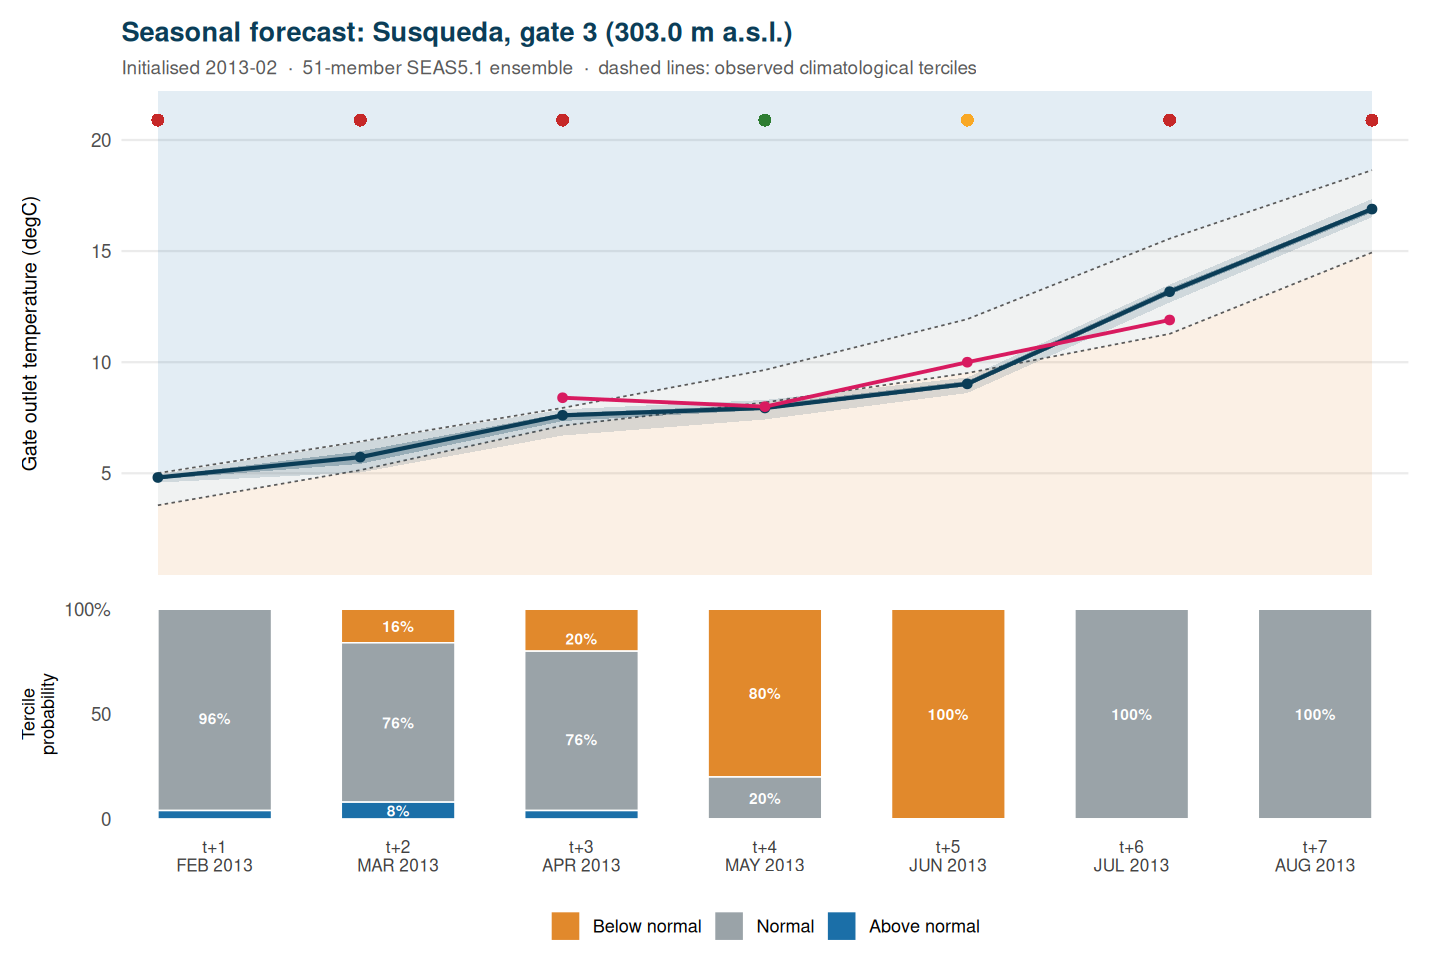 Seasonal forecast: Susqueda, gate 3 (303.0 m a.s.l.)
Initialised 2013-02 · 51-member SEAS5.1 ensemble · dashed lines: observed climatological terciles
Gate outlet temperature (degC)
20
15
10
5
Tercile
probability
100%
50
0
96%
16%
76%
8%
20%
76%
80%
20%
100%
100%
100%
t+1
FEB 2013
t+2
MAR 2013
t+3
APR 2013
t+4
MAY 2013
t+5
JUN 2013
t+6
JUL 2013
t+7
AUG 2013
Below normal
Normal
Above normal